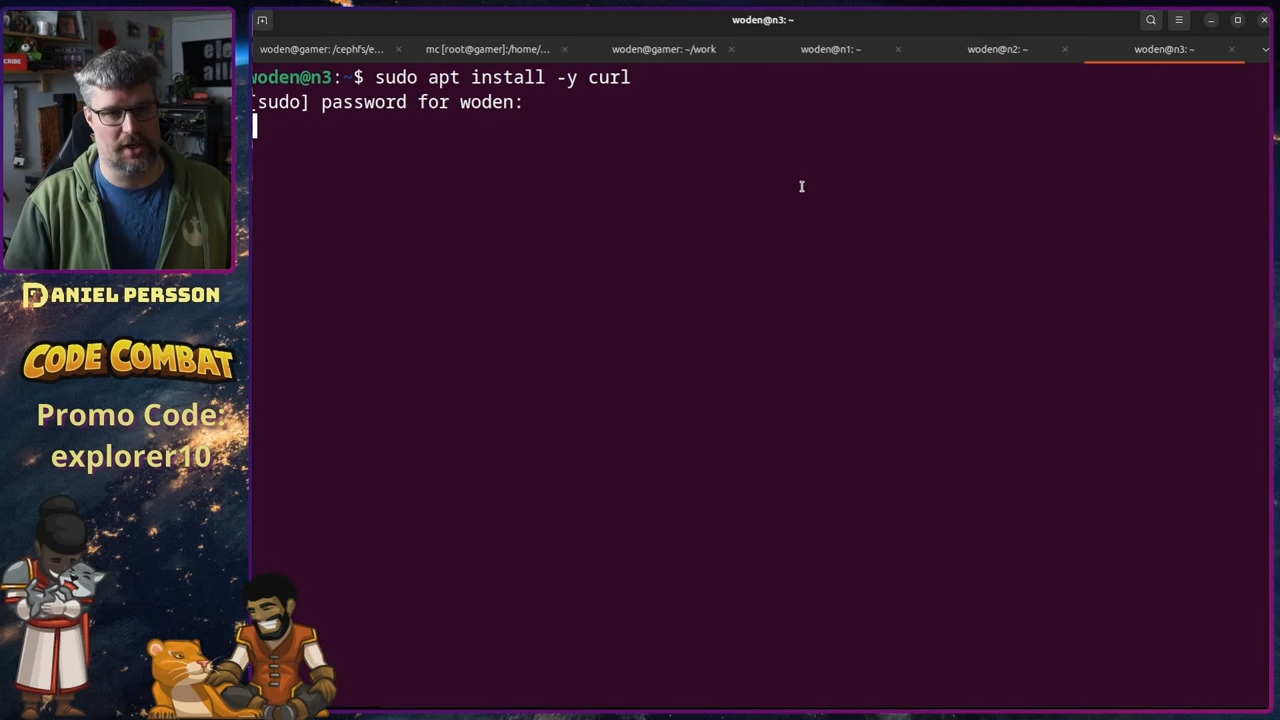 woden@n3: ~
woden@gamer: /cephfs/e...
mc [root@gamer]:/home/...
woden@gamer: ~/work
woden@n1: ~
woden@n2: ~
woden@n3: ~
woden@n3:~$ sudo apt install -y curl
[sudo] password for woden:
DANIEL PERSSON
CODE COMBAT
Promo Code:
explorer10